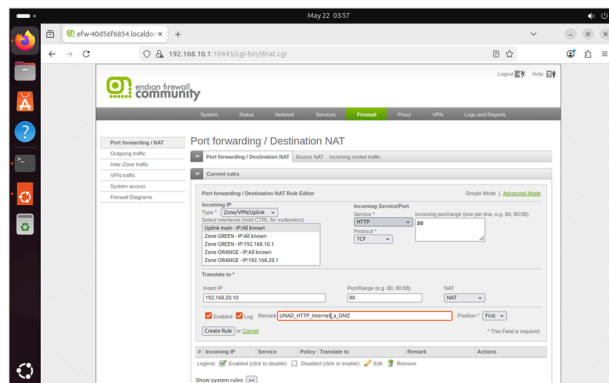 May 22 03:57
efw-40d56f6854.localdo
192.168.10.1:10443/cgi-bin/dnat.cgi
Logout Help
endian firewall
community
System Status Network Services Firewall Proxy VPN Logs and Reports
Port forwarding / NAT
Outgoing traffic
Inter-Zone traffic
VPN traffic
System access
Firewall Diagrams
Port forwarding / Destination NAT
Port forwarding / Destination NAT Source NAT Incoming routed traffic
Current rules
Port forwarding / Destination NAT Rule Editor Simple Mode | Advanced Mode
Incoming IP Incoming Service/Port
Type * Zone/VPN/Uplink Service * Incoming port/range (one per line, e.g. 80, 80:88)
Select interfaces (hold CTRL for multiselect) HTTP 80
Uplink main - IP:All known Protocol *
Zone GREEN - IP:All known TCP
Zone GREEN - IP:192.168.10.1
Zone ORANGE - IP:All known
Zone ORANGE - IP:192.168.20.1
Translate to *
Insert IP Port/Range (e.g. 80, 80:88) NAT
192.168.20.10 80 NAT
Enabled Log Remark UNAD_HTTP_Internet_a_DMZ Position * First
Create Rule or Cancel * This Field is required.
# Incoming IP Service Policy Translate to Remark Actions
Legend: Enabled (click to disable) Disabled (click to enable) Edit Remove
Show system rules >>